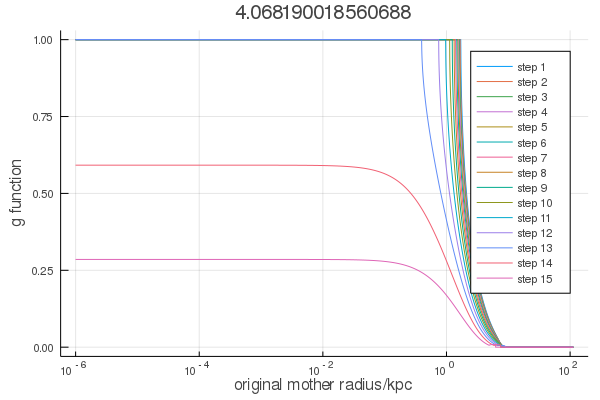 4.068190018560688
1.00
0.75
0.50
0.25
0.00
g function
step 1
step 2
step 3
step 4
step 5
step 6
step 7
step 8
step 9
step 10
step 11
step 12
step 13
step 14
step 15
10^-6
10^-4
10^-2
10^0
10^2
original mother radius/kpc